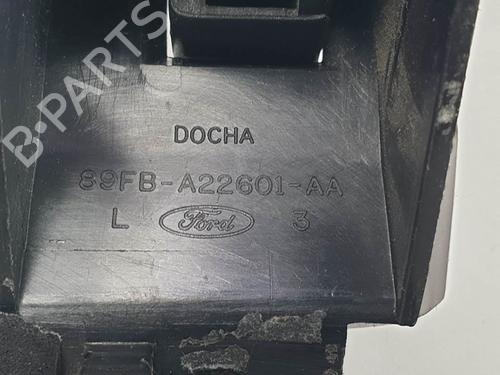 B-PARTS
DOCHA
89FB-A22601-AA
L Ford 3